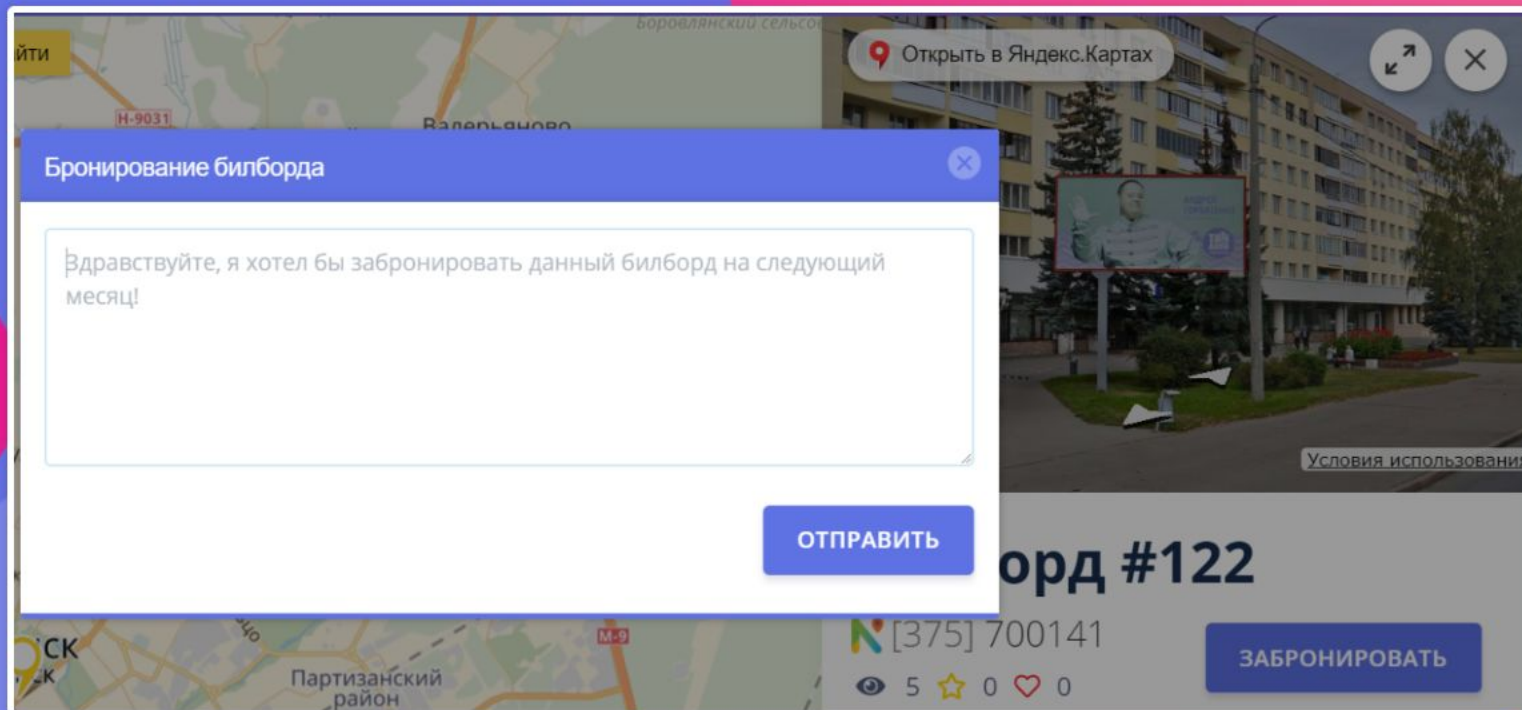 Боровлянский сельсо
йти
Открыть в Яндекс.Картах
Н-9031
Валерьяново
Бронирование билборда
Здравствуйте, я хотел бы забронировать данный билборд на следующий
месяц!
Условия использования
ОТПРАВИТЬ
орд #122
[375] 700141
ЗАБРОНИРОВАТЬ
5 0 0
М-9
Партизанский
район